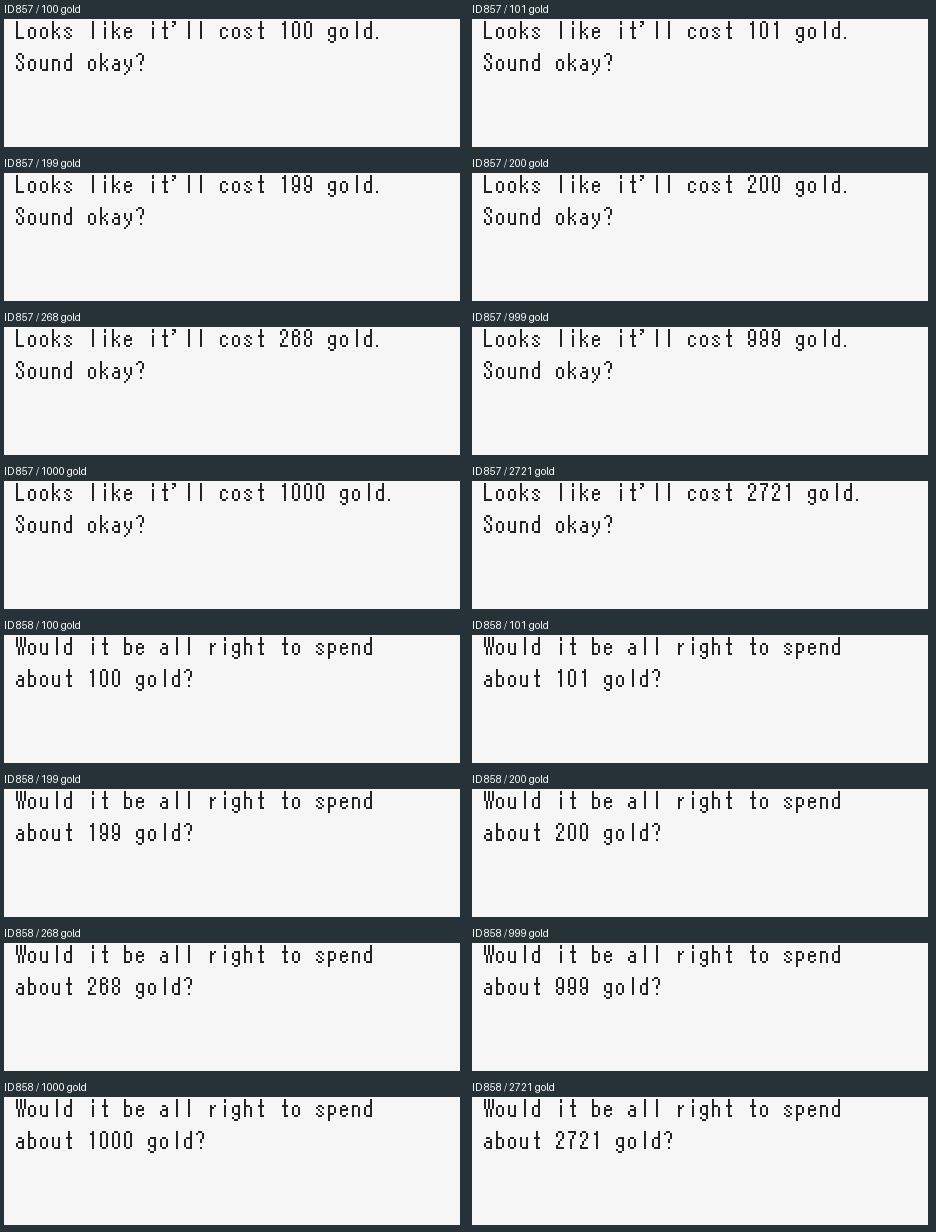 ID857 / 100 gold
Looks like it'll cost 100 gold.
Sound okay?
ID857 / 101 gold
Looks like it'll cost 101 gold.
Sound okay?
ID857 / 199 gold
Looks like it'll cost 199 gold.
Sound okay?
ID857 / 200 gold
Looks like it'll cost 200 gold.
Sound okay?
ID857 / 268 gold
Looks like it'll cost 268 gold.
Sound okay?
ID857 / 999 gold
Looks like it'll cost 999 gold.
Sound okay?
ID857 / 1000 gold
Looks like it'll cost 1000 gold.
Sound okay?
ID857 / 2721 gold
Looks like it'll cost 2721 gold.
Sound okay?
ID858 / 100 gold
Would it be all right to spend
about 100 gold?
ID858 / 101 gold
Would it be all right to spend
about 101 gold?
ID858 / 199 gold
Would it be all right to spend
about 199 gold?
ID858 / 200 gold
Would it be all right to spend
about 200 gold?
ID858 / 268 gold
Would it be all right to spend
about 268 gold?
ID858 / 999 gold
Would it be all right to spend
about 999 gold?
ID858 / 1000 gold
Would it be all right to spend
about 1000 gold?
ID858 / 2721 gold
Would it be all right to spend
about 2721 gold?